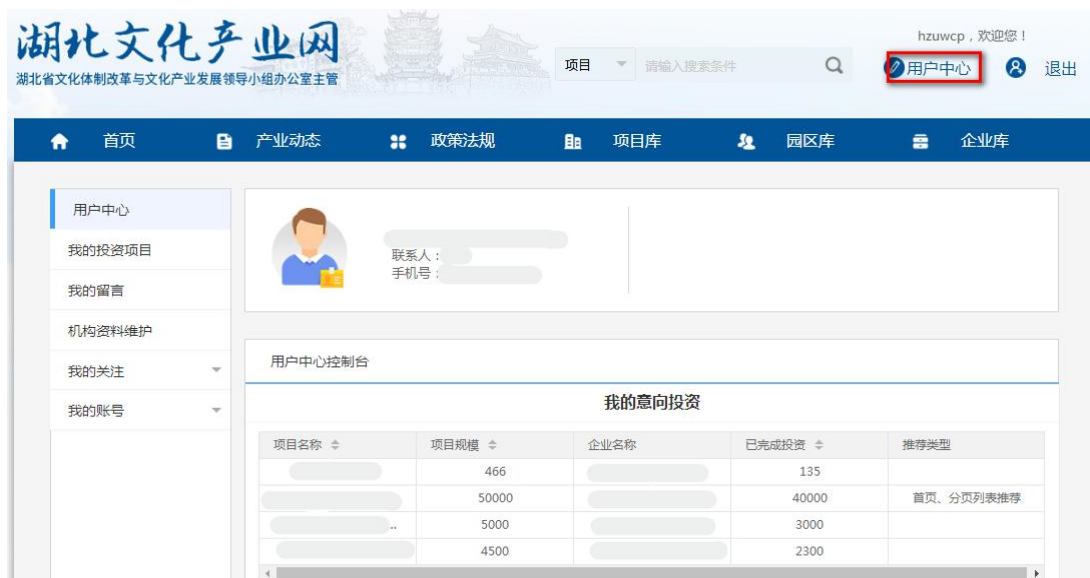 湖北文化产业网
湖北省文化体制改革与文化产业发展领导小组办公室主管
项目 请输入搜索条件
hzuwcp，欢迎您！
用户中心 退出
首页 产业动态 政策法规 项目库 园区库 企业库
用户中心
我的投资项目
我的留言
机构资料维护
我的关注
我的账号
联系人：
手机号：
用户中心控制台
我的意向投资
项目名称 项目规模 企业名称 已完成投资 推荐类型
466 135
50000 40000 首页、分页列表推荐
.. 5000 3000
4500 2300